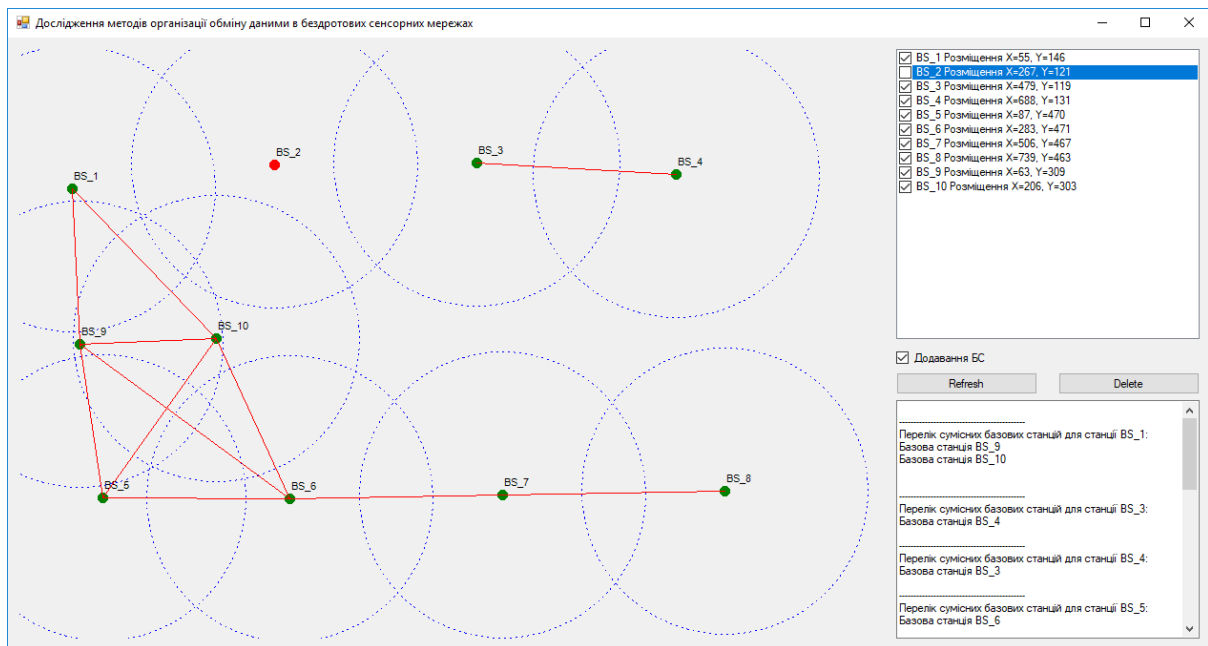 Дослідження методів організації обміну даними в бездротових сенсорних мережах
BS_1
BS_2
BS_3
BS_4
BS_9
BS_10
BS_5
BS_6
BS_7
BS_8
BS_1 Розміщення X=55, Y=146
BS_2 Розміщення X=267, Y=121
BS_3 Розміщення X=479, Y=119
BS_4 Розміщення X=688, Y=131
BS_5 Розміщення X=87, Y=470
BS_6 Розміщення X=283, Y=471
BS_7 Розміщення X=506, Y=467
BS_8 Розміщення X=739, Y=463
BS_9 Розміщення X=63, Y=309
BS_10 Розміщення X=206, Y=303
Додавання БС
Refresh
Delete
--------------------------------------------
Перелік сумісних базових станцій для станції BS_1:
Базова станція BS_9
Базова станція BS_10
--------------------------------------------
Перелік сумісних базових станцій для станції BS_3:
Базова станція BS_4
--------------------------------------------
Перелік сумісних базових станцій для станції BS_4:
Базова станція BS_3
--------------------------------------------
Перелік сумісних базових станцій для станції BS_5:
Базова станція BS_6